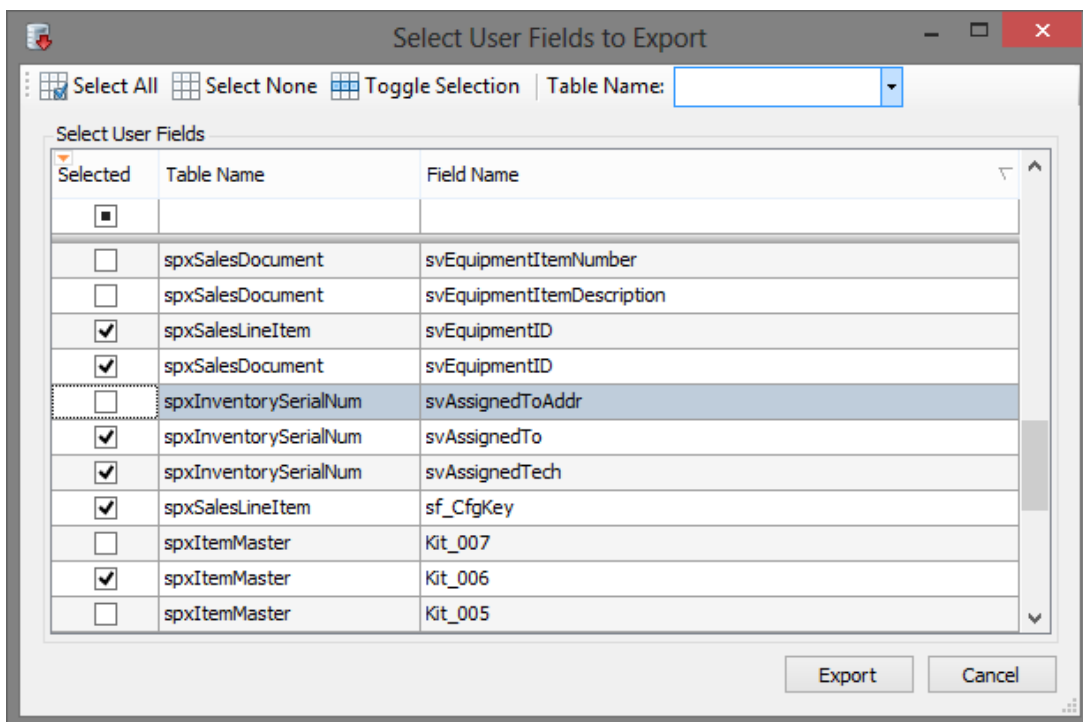 Select User Fields to Export
Select All Select None Toggle Selection Table Name:
Select User Fields
Selected Table Name Field Name
spxSalesDocument svEquipmentItemNumber
spxSalesDocument svEquipmentItemDescription
spxSalesLineItem svEquipmentID
spxSalesDocument svEquipmentID
spxInventorySerialNum svAssignedToAddr
spxInventorySerialNum svAssignedTo
spxInventorySerialNum svAssignedTech
spxSalesLineItem sf_CfgKey
spxItemMaster Kit_007
spxItemMaster Kit_006
spxItemMaster Kit_005
Export Cancel